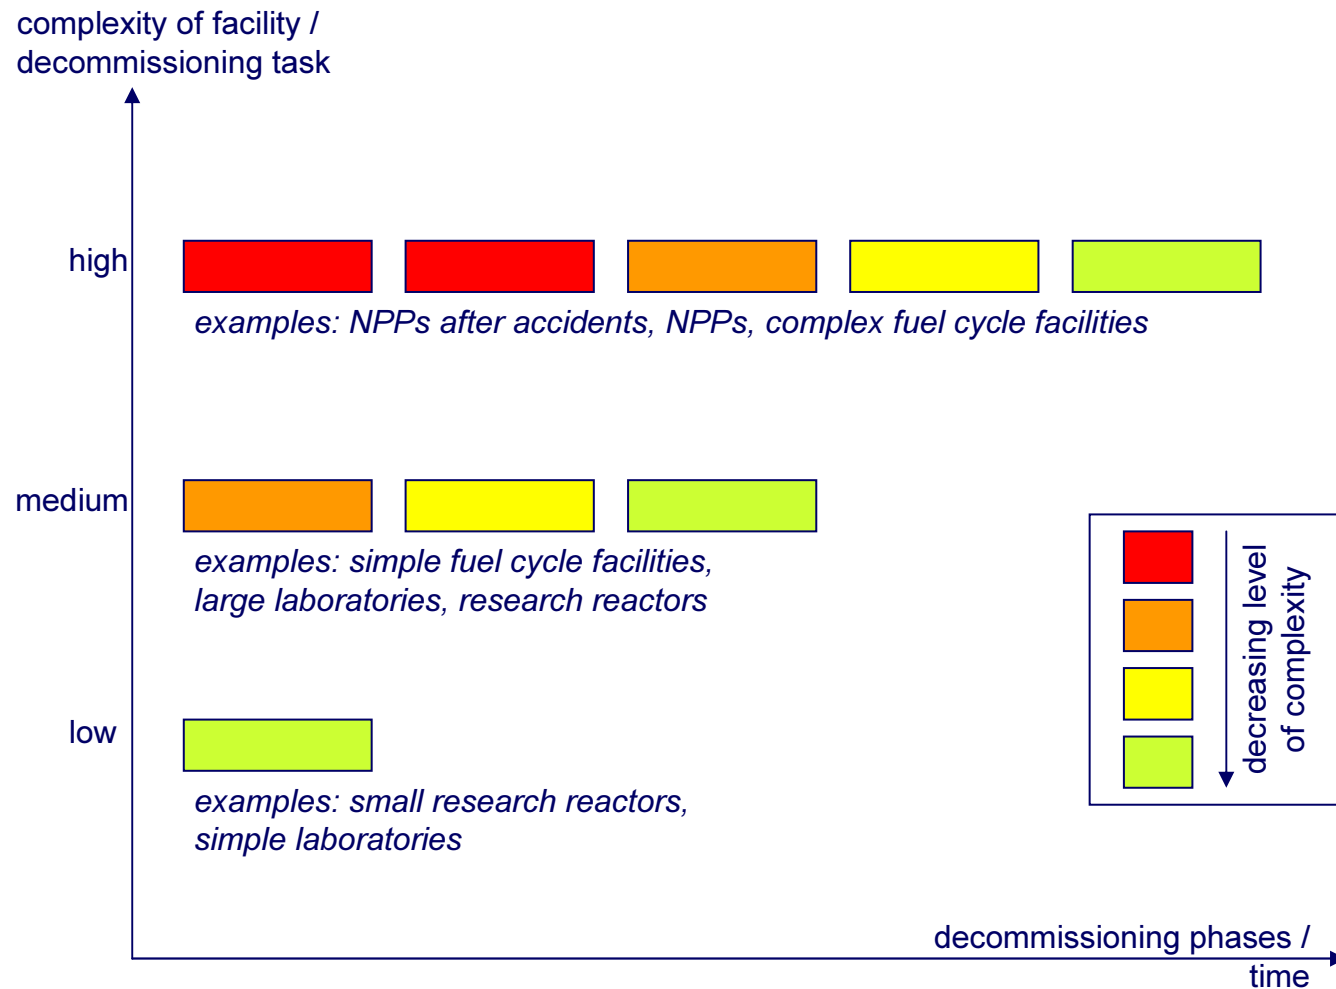 complexity of facility /
decommissioning task
high
examples: NPPs after accidents, NPPs, complex fuel cycle facilities
medium
examples: simple fuel cycle facilities,
large laboratories, research reactors
low
examples: small research reactors,
simple laboratories
decreasing level
of complexity
decommissioning phases /
time